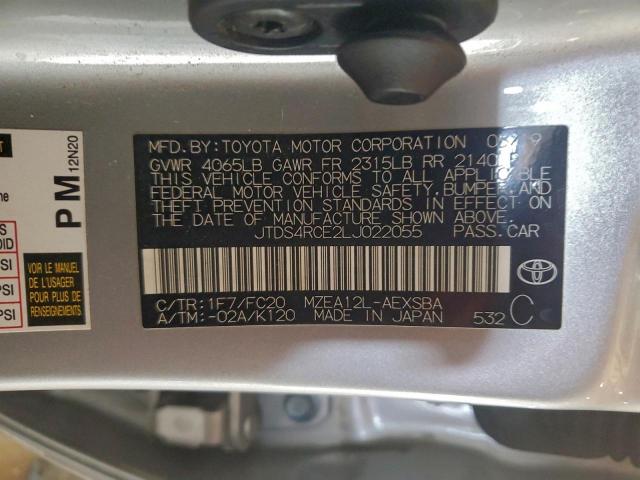 MFD. BY: TOYOTA MOTOR CORPORATION
GVWR 4065LB GAWR FR 2315LB RR
THIS VEHICLE CONFORMS TO ALL APPLICABLE
FEDERAL MOTOR VEHICLE SAFETY, BUMPER, AND
THEFT PREVENTION STANDARDS IN EFFECT ON
THE DATE OF MANUFACTURE SHOWN ABOVE.
JTDS4RCE2LJ022055 PASS.CAR
C/TR:1F7/FC20 MZEA12L-AEXSBA
A/TM:-02A/K120 MADE IN JAPAN 532 C
PM 12N20
VOIR LE MANUEL
DE L'USAGER
POUR PLUS DE
RENSEIGNEMENTS